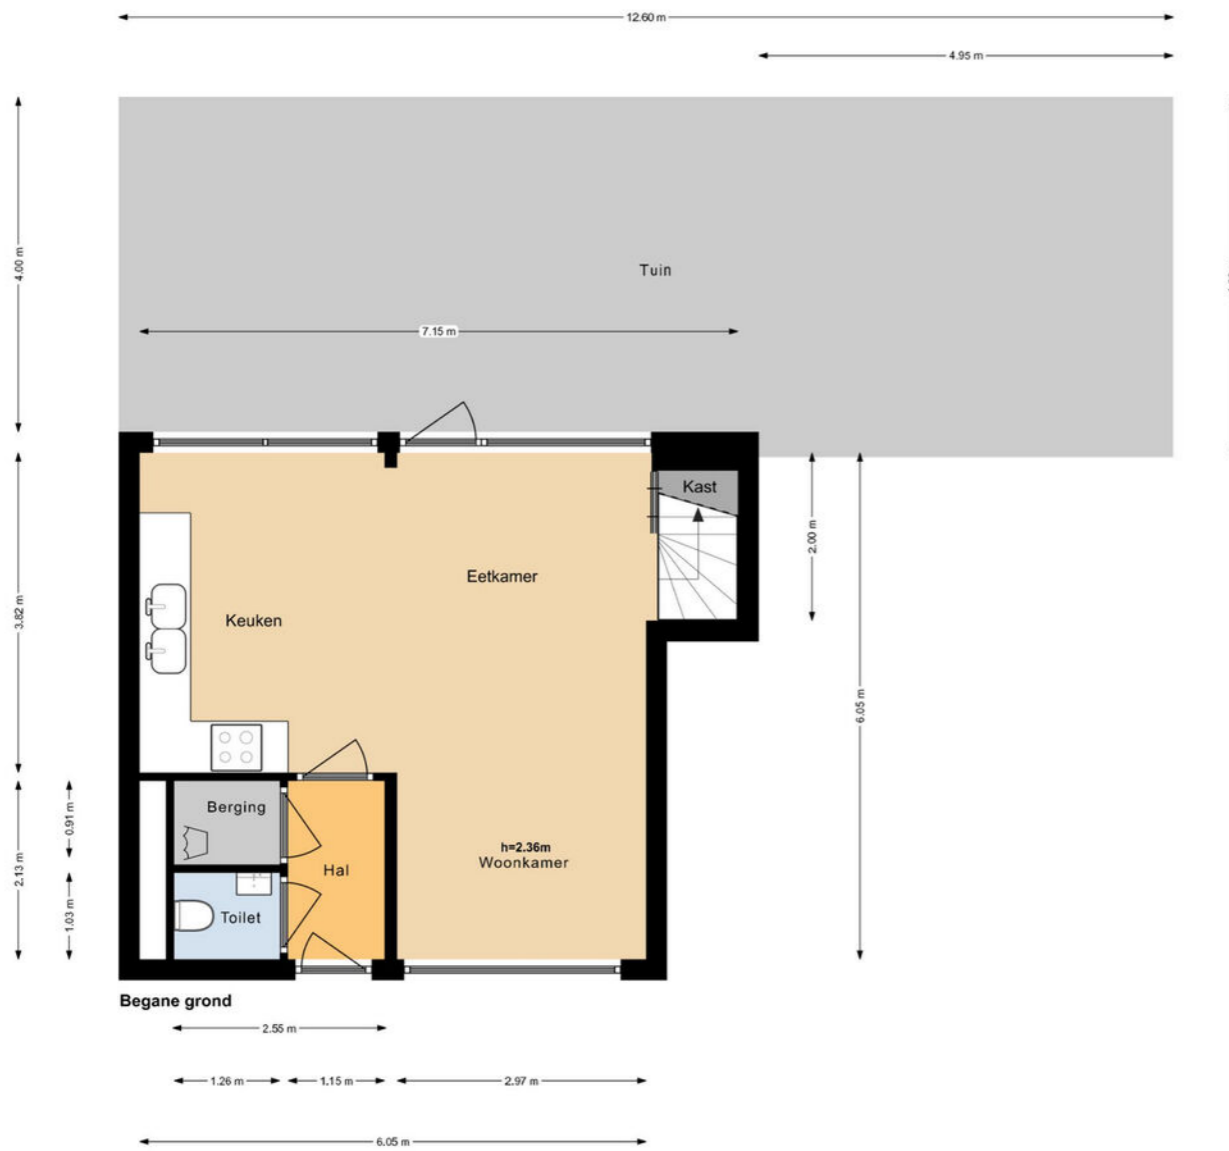 12.60 m
4.95 m
4.00 m
Tuin
7.15 m
Kast
2.00 m
Eetkamer
3.82 m
Keuken
6.05 m
Berging
0.91 m
h=2.36m
Woonkamer
2.13 m
Hal
1.03 m
Toilet
Begane grond
2.55 m
1.26 m
1.15 m
2.97 m
6.05 m